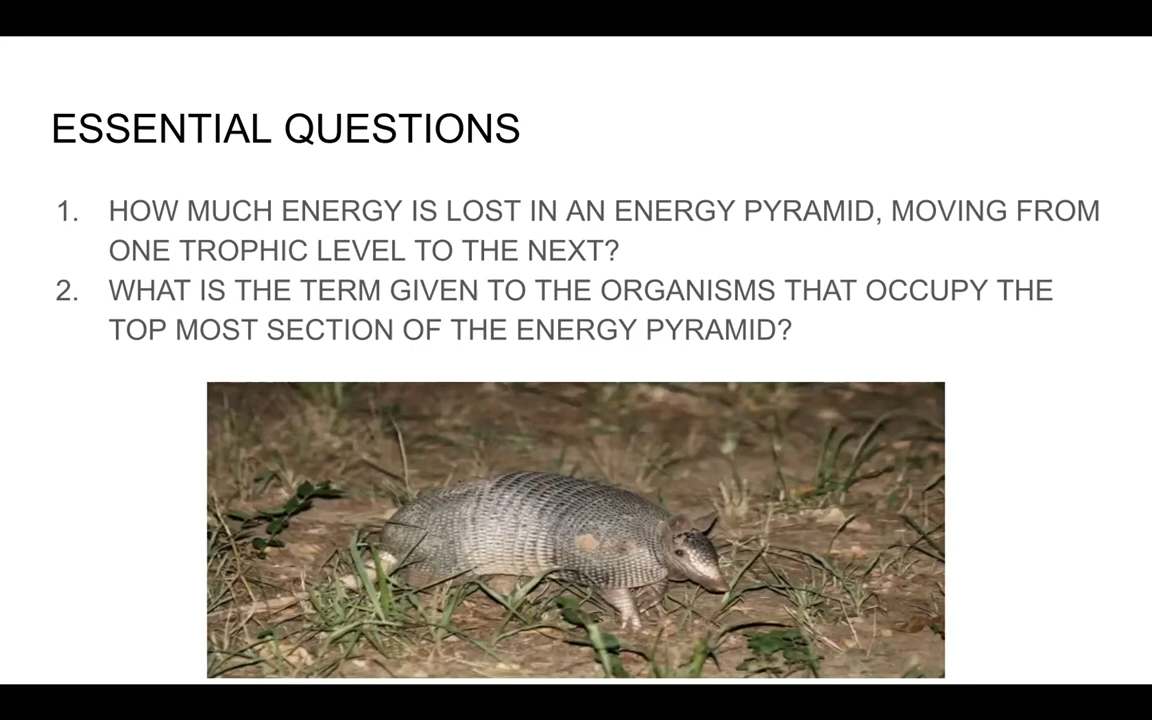 ESSENTIAL QUESTIONS
1. HOW MUCH ENERGY IS LOST IN AN ENERGY PYRAMID, MOVING FROM
ONE TROPHIC LEVEL TO THE NEXT?
2. WHAT IS THE TERM GIVEN TO THE ORGANISMS THAT OCCUPY THE
TOP MOST SECTION OF THE ENERGY PYRAMID?